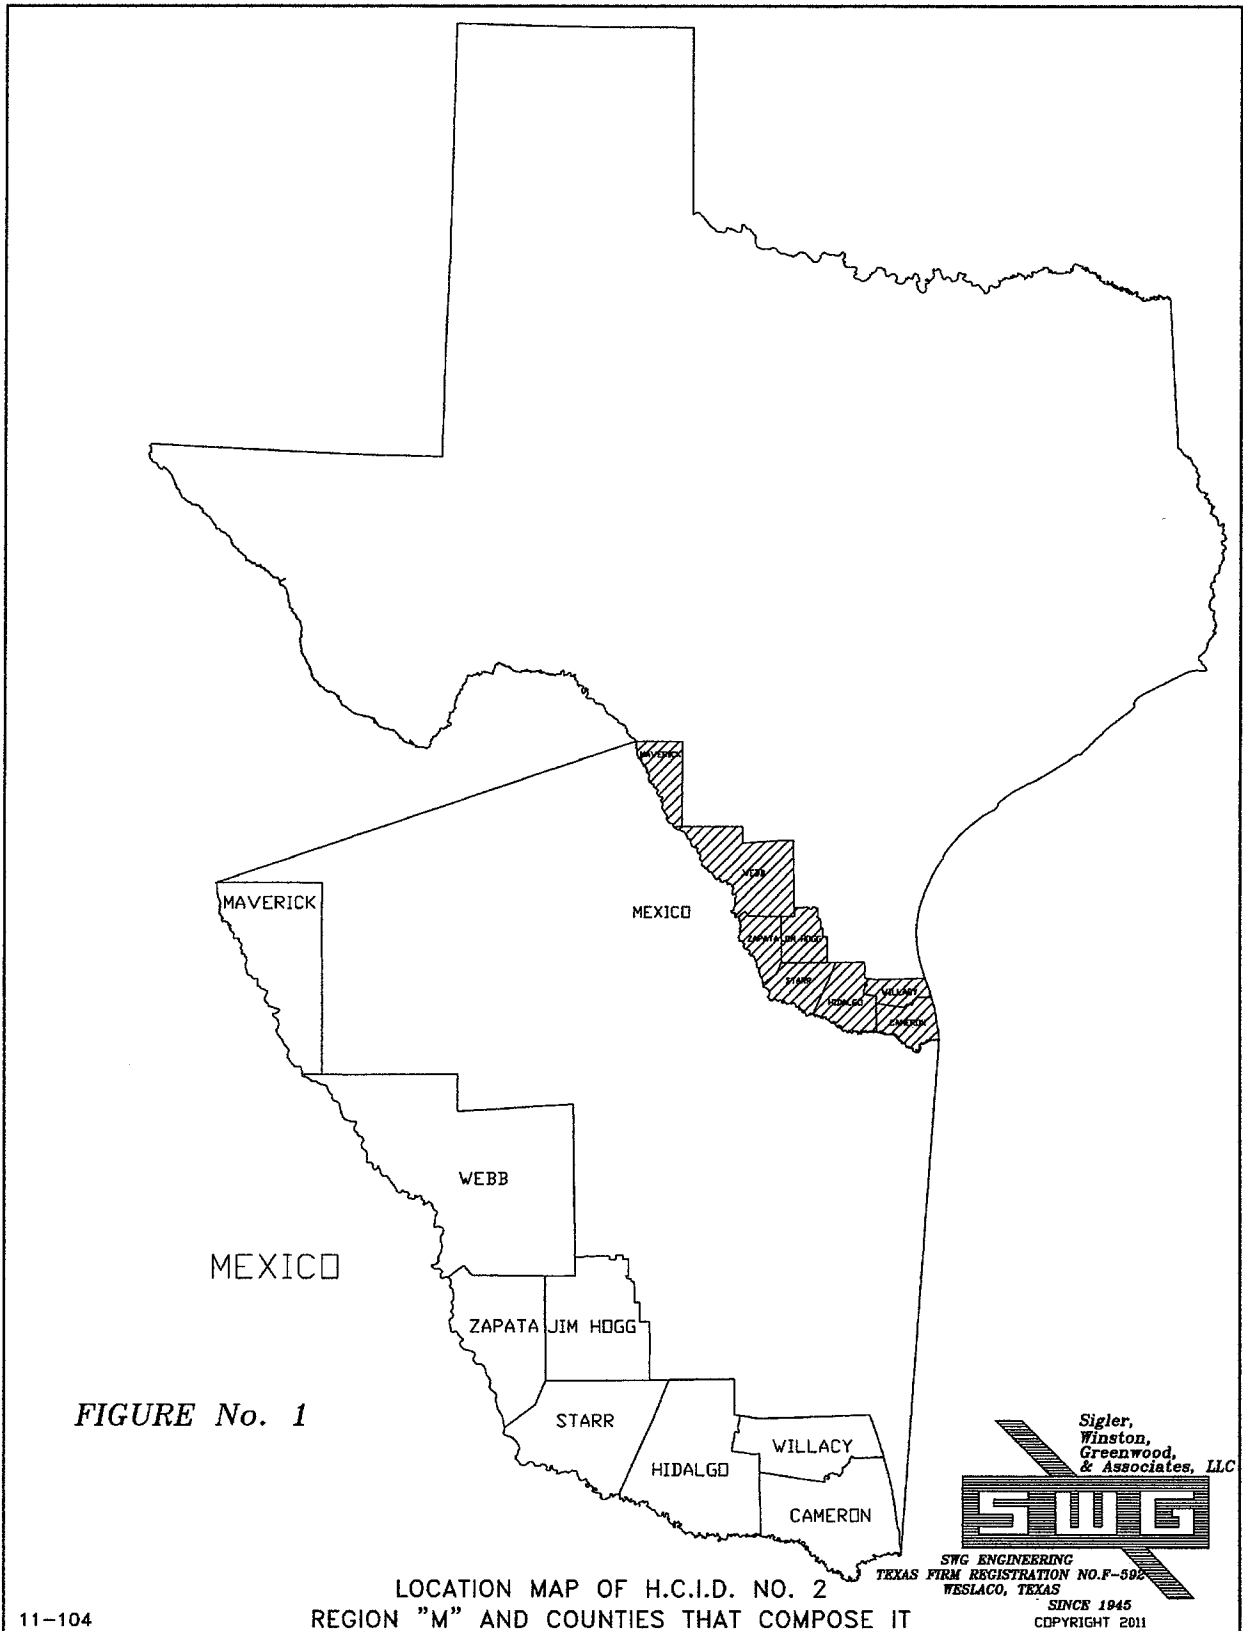 MAVERICK
WEBB
ZAPATA JIM HOGG
STARR
HIDALGO
WILLACY
CAMERON
MEXICO
MAVERICK
WEBB
MEXICO
ZAPATA JIM HOGG
STARR
HIDALGO
WILLACY
CAMERON
FIGURE No. 1
Sigler,
Winston,
Greenwood,
& Associates, LLC
SWG
SWG ENGINEERING
TEXAS FIRM REGISTRATION NO.F-592
WESLACO, TEXAS
SINCE 1945
COPYRIGHT 2011
LOCATION MAP OF H.C.I.D. NO. 2
REGION "M" AND COUNTIES THAT COMPOSE IT
11-104